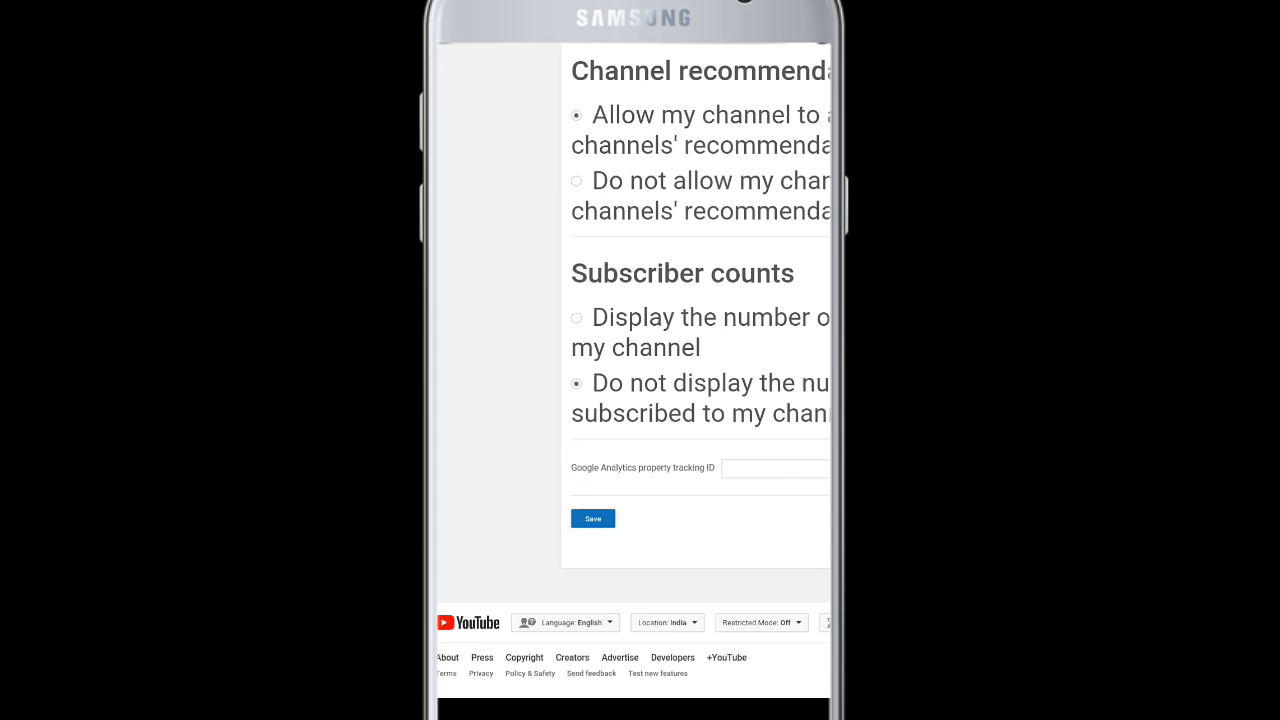 SAMSUNG
Channel recommend
Allow my channel to
channels' recommenda
Do not allow my chan
channels' recommenda
Subscriber counts
Display the number o
my channel
Do not display the nu
subscribed to my chan
Google Analytics property tracking ID
Save
YouTube Language: English Location: India Restricted Mode: Off
About Press Copyright Creators Advertise Developers +YouTube
Terms Privacy Policy & Safety Send feedback Test new features